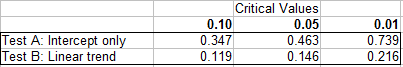 Critical Values
0.10 0.05 0.01
Test A: Intercept only 0.347 0.463 0.739
Test B: Linear trend 0.119 0.146 0.216